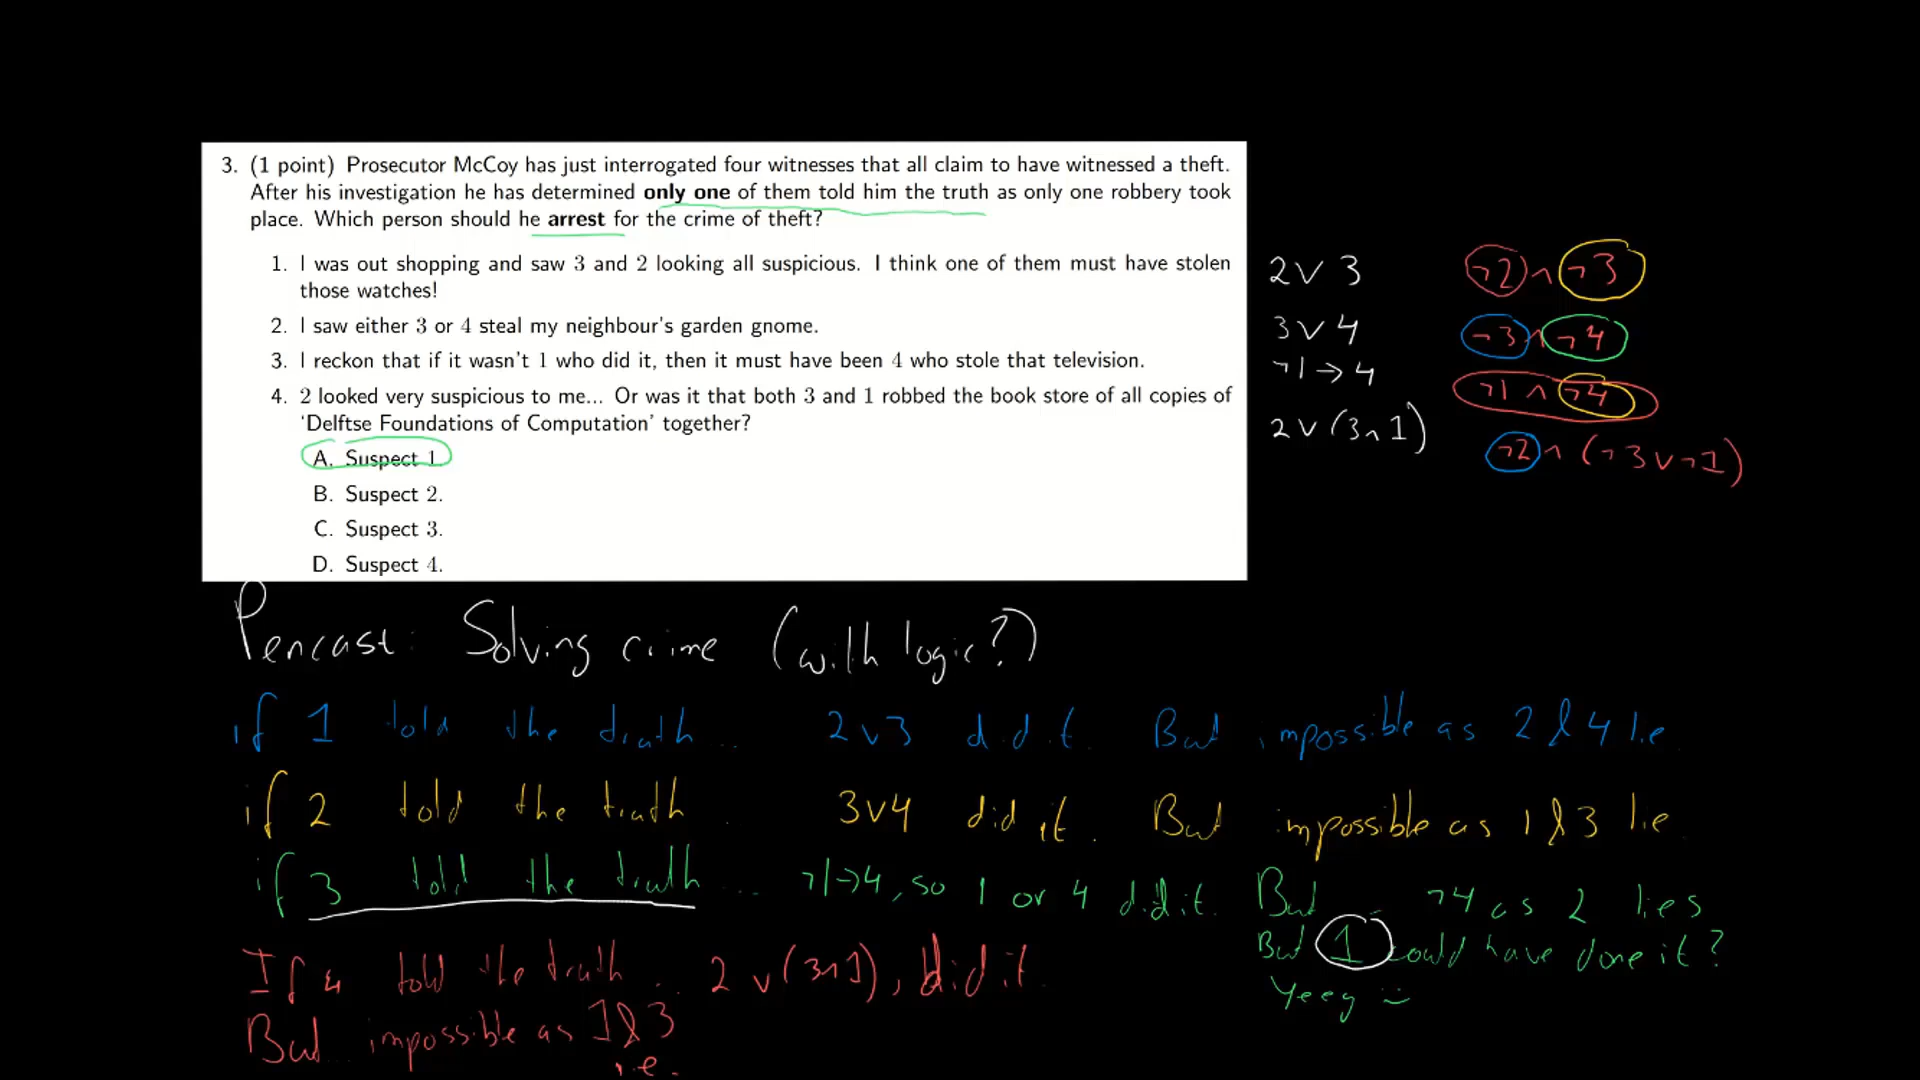 3. (1 point) Prosecutor McCoy has just interrogated four witnesses that all claim to have witnessed a theft.
After his investigation he has determined only one of them told him the truth as only one robbery took
place. Which person should he arrest for the crime of theft?
1. I was out shopping and saw 3 and 2 looking all suspicious. I think one of them must have stolen
those watches!
2. I saw either 3 or 4 steal my neighbour's garden gnome.
3. I reckon that if it wasn't 1 who did it, then it must have been 4 who stole that television.
4. 2 looked very suspicious to me... Or was it that both 3 and 1 robbed the book store of all copies of
'Delftse Foundations of Computation' together?
A. Suspect 1
B. Suspect 2.
C. Suspect 3.
D. Suspect 4.
2 ∨ 3 ¬2 ∧ ¬3
3 ∨ 4 ¬3 ∧ ¬4
¬1 → 4 ¬1 ∧ ¬4
2 ∨ (3 ∧ 1) ¬2 ∧ (¬3 ∨ ¬1)
Pencast: Solving crime (with logic?)
if 1 told the truth... 2 ∨ 3 did it. But impossible as 2 & 4 lie
if 2 told the truth. 3 ∨ 4 did it. But impossible as 1 & 3 lie
if 3 told the truth... ¬1 → 4, so 1 or 4 did it. But... ¬4 as 2 lies
But 1 could have done it?
Yeey :-)
If 4 told the truth... 2 ∨ (3 ∧ 1), did it.
But... impossible as 1 & 3
lie.